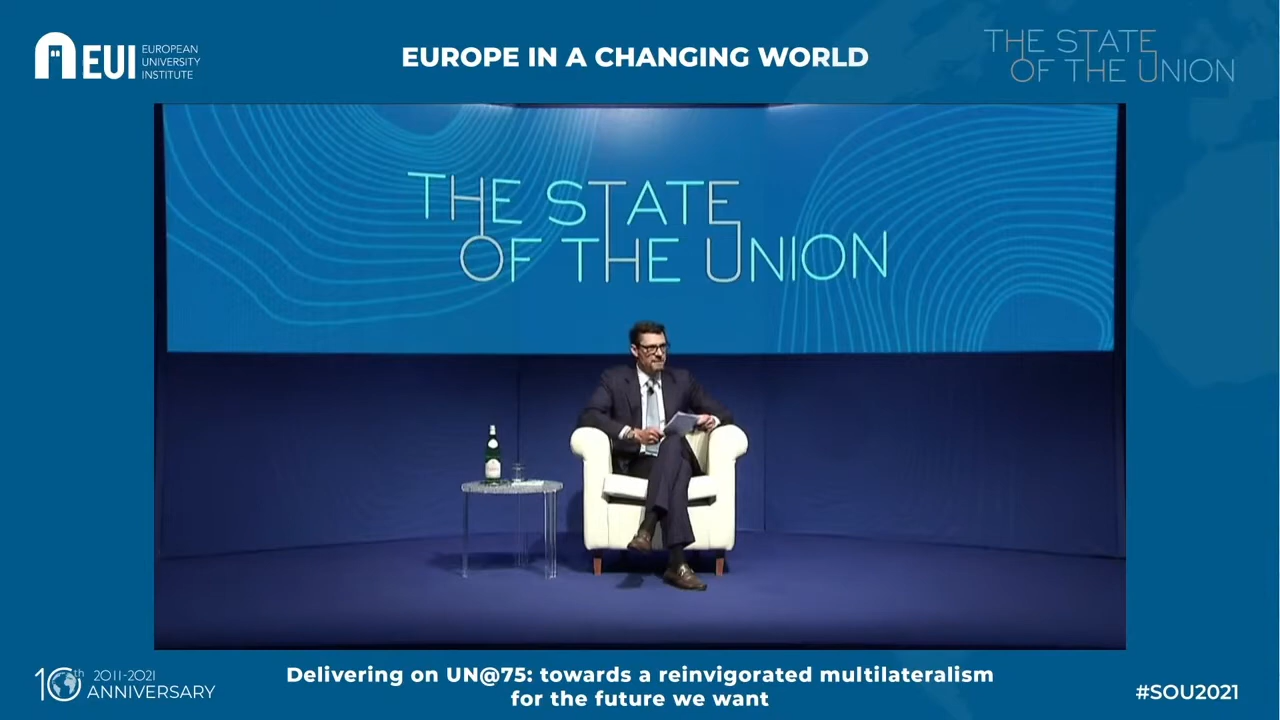 EUI
EUROPEAN
UNIVERSITY
INSTITUTE
EUROPE IN A CHANGING WORLD
THE STATE
OF THE UNION
THE STATE
OF THE UNION
10th 2011-2021
ANNIVERSARY
Delivering on UN@75: towards a reinvigorated multilateralism
for the future we want
#SOU2021